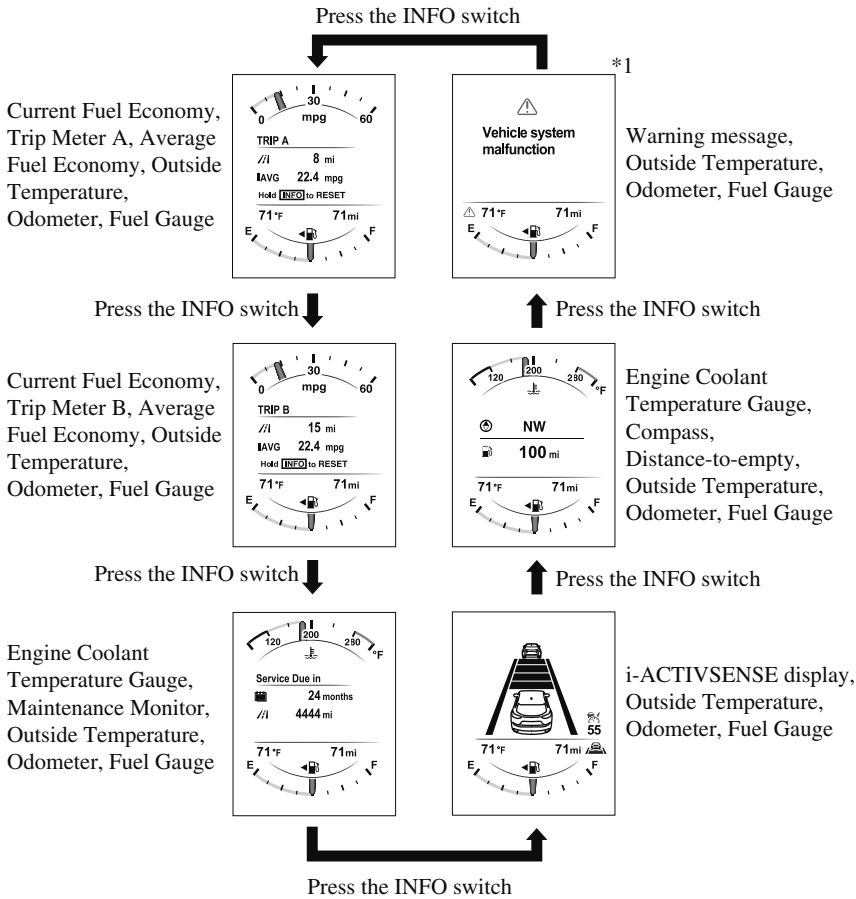 Press the INFO switch
Current Fuel Economy,
Trip Meter A, Average
Fuel Economy, Outside
Temperature,
Odometer, Fuel Gauge
0 30 60
mpg
TRIP A
8 mi
AVG 22.4 mpg
Hold INFO to RESET
71°F 71mi
E F
*1
Vehicle system
malfunction
71°F 71mi
E F
Warning message,
Outside Temperature,
Odometer, Fuel Gauge
Press the INFO switch
Press the INFO switch
Current Fuel Economy,
Trip Meter B, Average
Fuel Economy, Outside
Temperature,
Odometer, Fuel Gauge
0 30 60
mpg
TRIP B
15 mi
AVG 22.4 mpg
Hold INFO to RESET
71°F 71mi
E F
120 200 280 °F
NW
100 mi
71°F 71mi
E F
Engine Coolant
Temperature Gauge,
Compass,
Distance-to-empty,
Outside Temperature,
Odometer, Fuel Gauge
Press the INFO switch
Press the INFO switch
Engine Coolant
Temperature Gauge,
Maintenance Monitor,
Outside Temperature,
Odometer, Fuel Gauge
120 200 280 °F
Service Due in
24 months
4444 mi
71°F 71mi
E F
55
71°F 71mi
E F
i-ACTIVSENSE display,
Outside Temperature,
Odometer, Fuel Gauge
Press the INFO switch